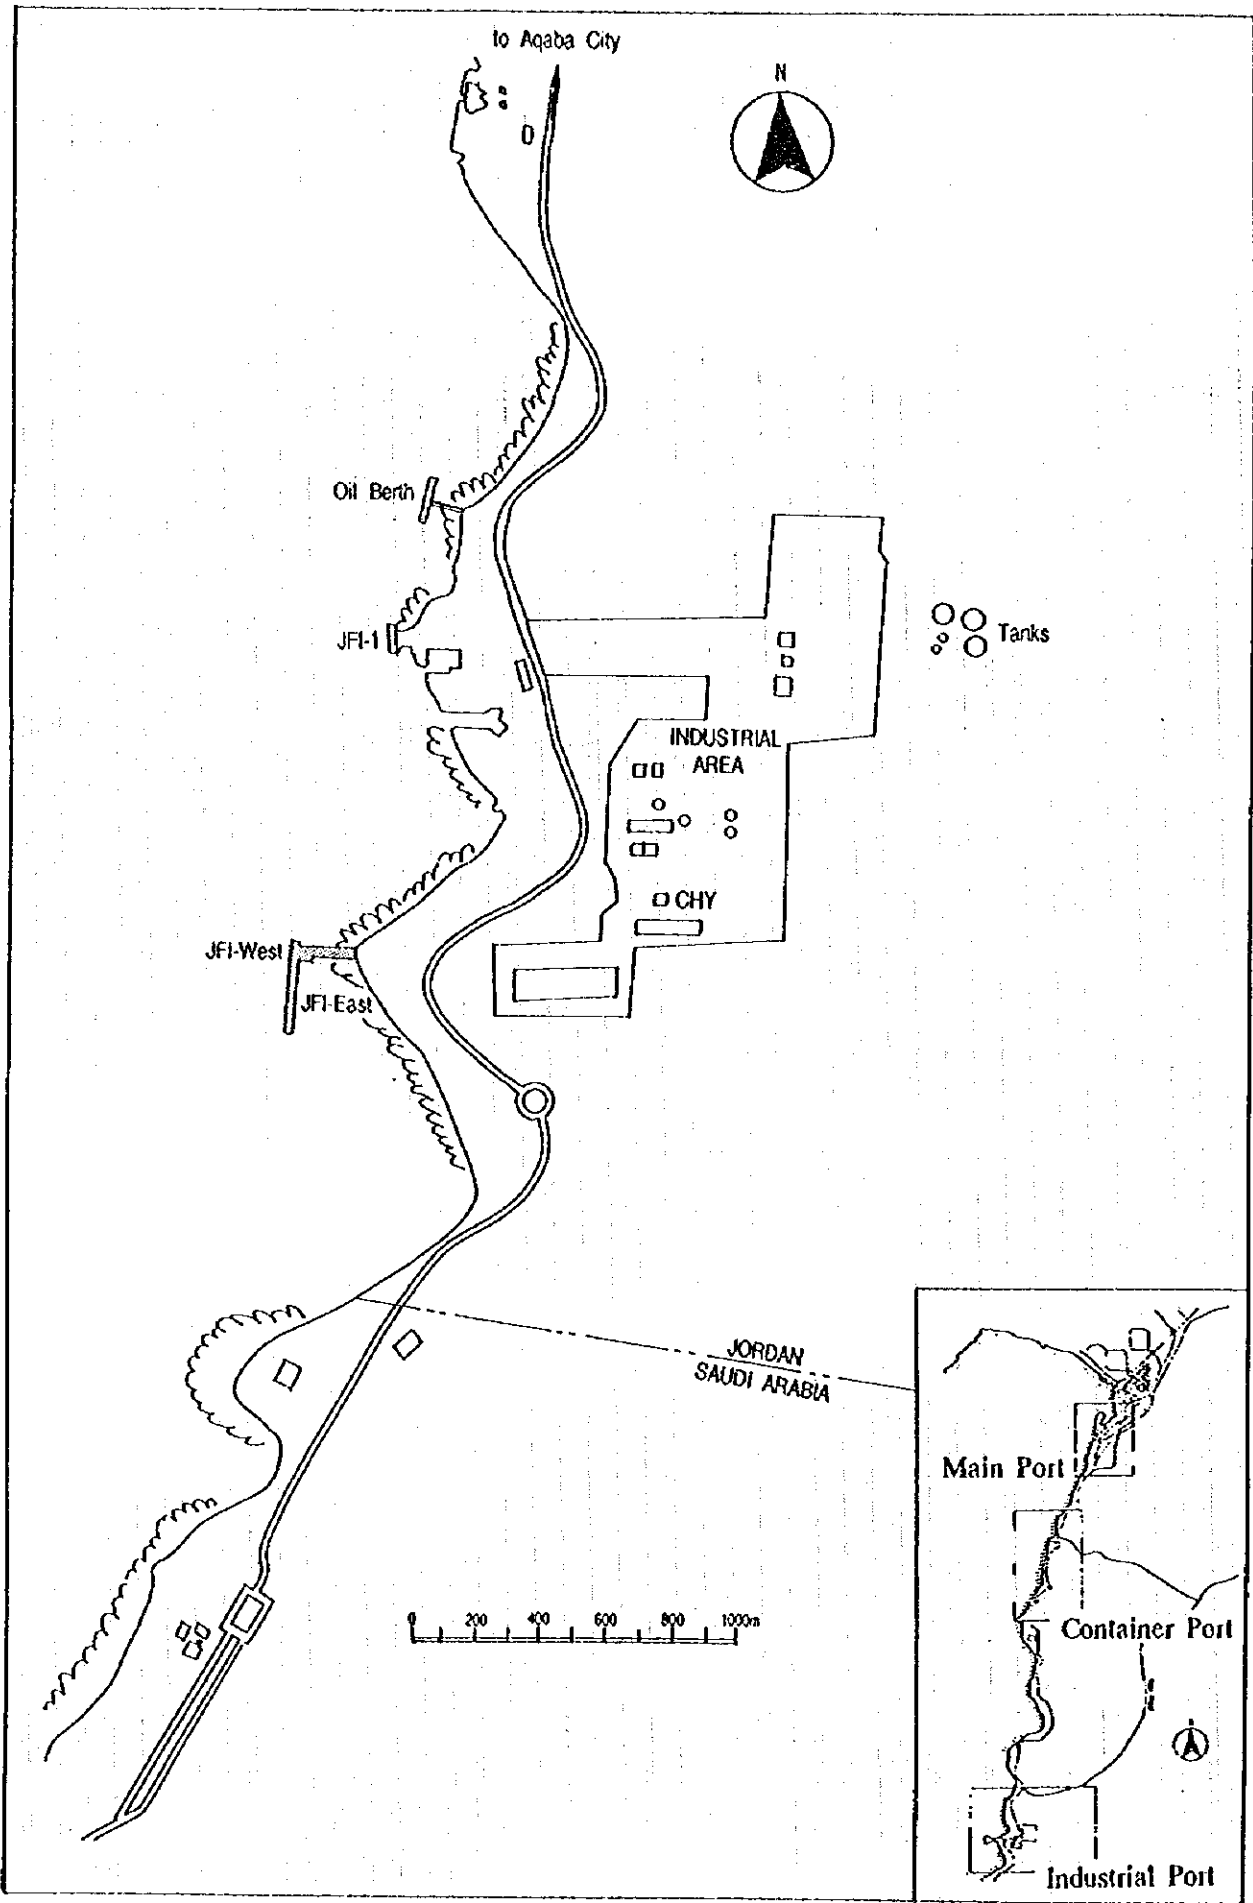 to Aqaba City
N
Oil Berth
JFI-1
Tanks
INDUSTRIAL
AREA
CHY
JFI-West
JFI-East
JORDAN
SAUDI ARABIA
Main Port
0 200 400 600 800 1000m
Container Port
Industrial Port